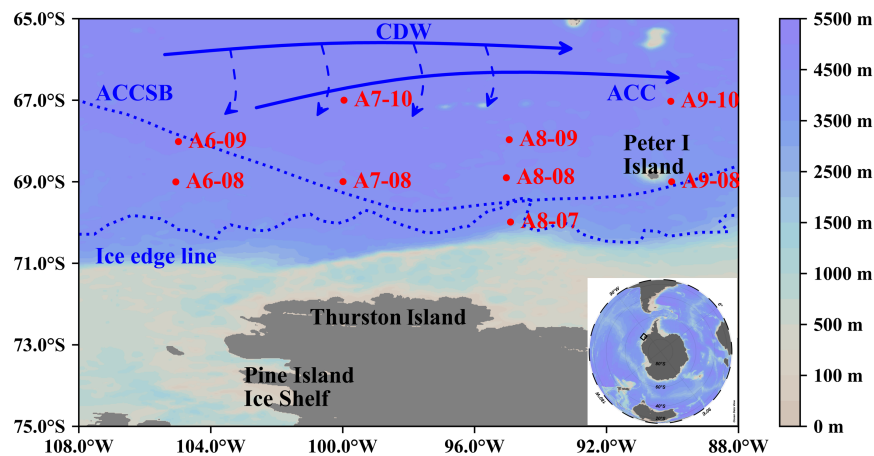 65.0°S
67.0°S
69.0°S
71.0°S
73.0°S
75.0°S
108.0°W
104.0°W
100.0°W
96.0°W
92.0°W
88.0°W
CDW
ACCSB
ACC
A7-10
A9-10
A6-09
A8-09
Peter I
Island
A6-08
A7-08
A8-08
A9-08
A8-07
Ice edge line
Thurston Island
Pine Island
Ice Shelf
80°S
60°S
40°S
5500 m
4500 m
3500 m
2500 m
1500 m
1000 m
500 m
100 m
0 m